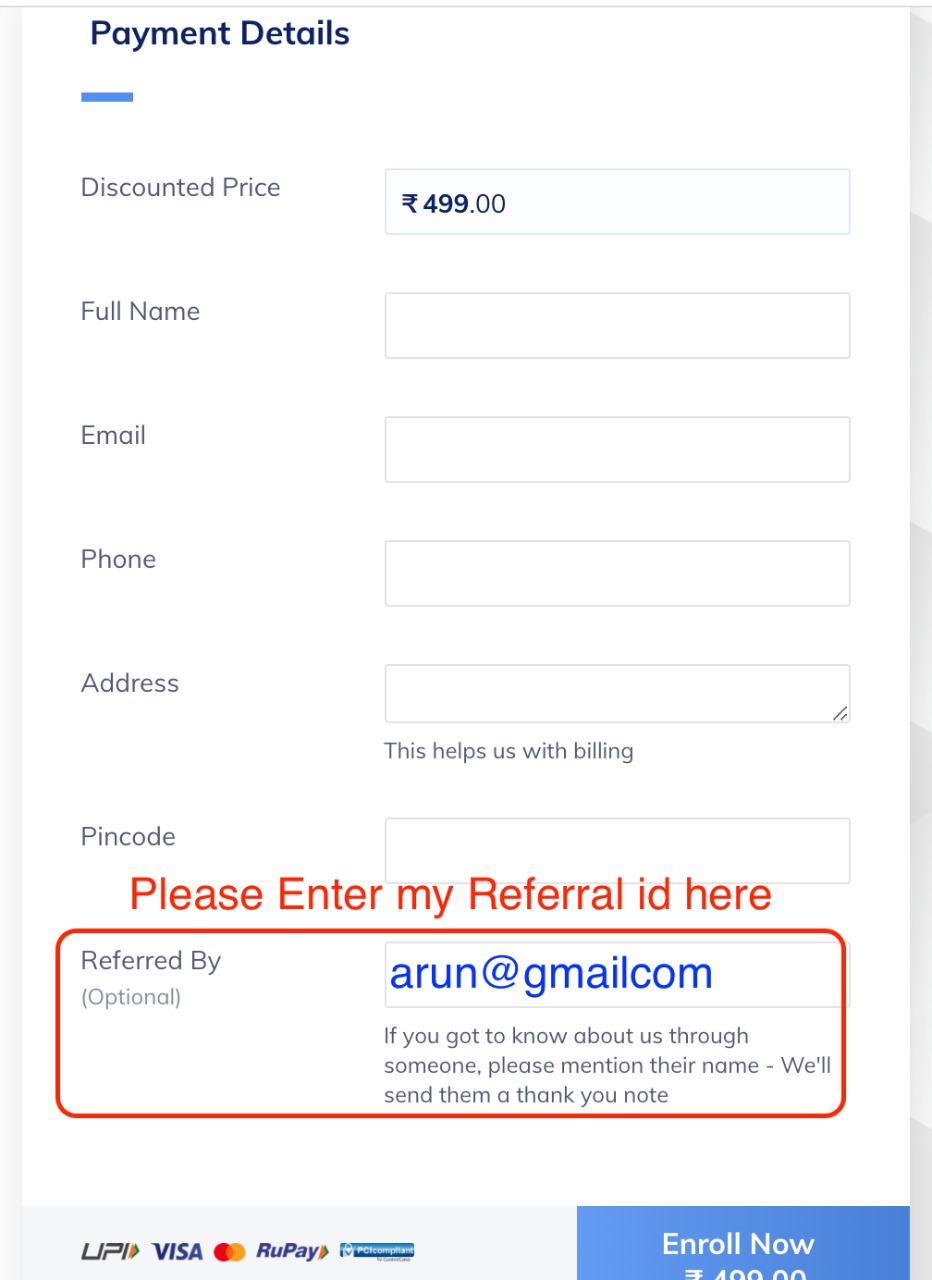 Payment Details
Discounted Price
₹ 499.00
Full Name
Email
Phone
Address
This helps us with billing
Pincode
Please Enter my Referral id here
Referred By
(Optional)
arun@gmailcom
If you got to know about us through
someone, please mention their name - We'll
send them a thank you note
UPI VISA RuPay PCI compliant
Enroll Now
₹ 499.00